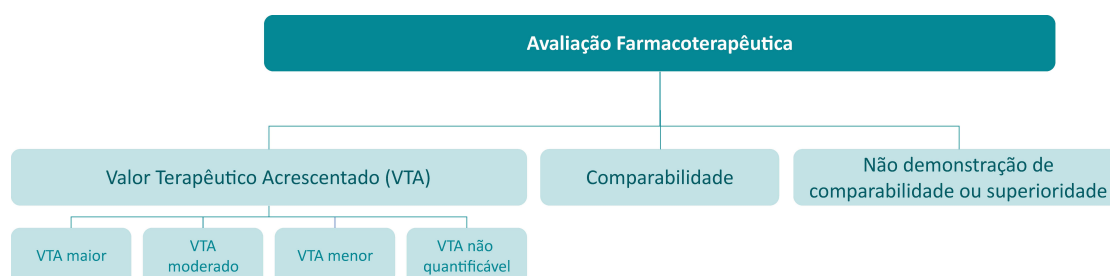 Avaliação Farmacoterapêutica
Valor Terapêutico Acrescentado (VTA)
Comparabilidade
Não demonstração de
comparabilidade ou superioridade
VTA maior
VTA
moderado
VTA menor
VTA não
quantificável